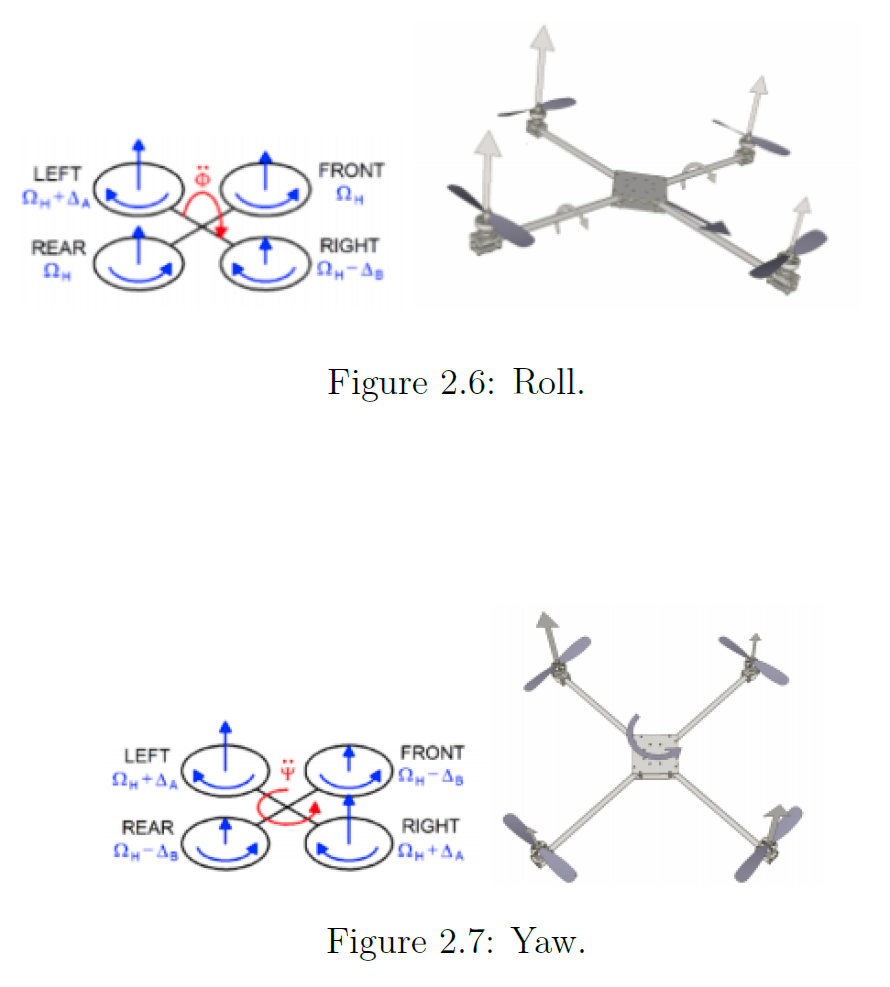 LEFT
Ω_H+Δ_A
Φ̈
FRONT
Ω_H
REAR
Ω_H
RIGHT
Ω_H−Δ_B
Figure 2.6: Roll.
LEFT
Ω_H+Δ_A
Ψ̈
FRONT
Ω_H−Δ_B
REAR
Ω_H−Δ_B
RIGHT
Ω_H+Δ_A
Figure 2.7: Yaw.